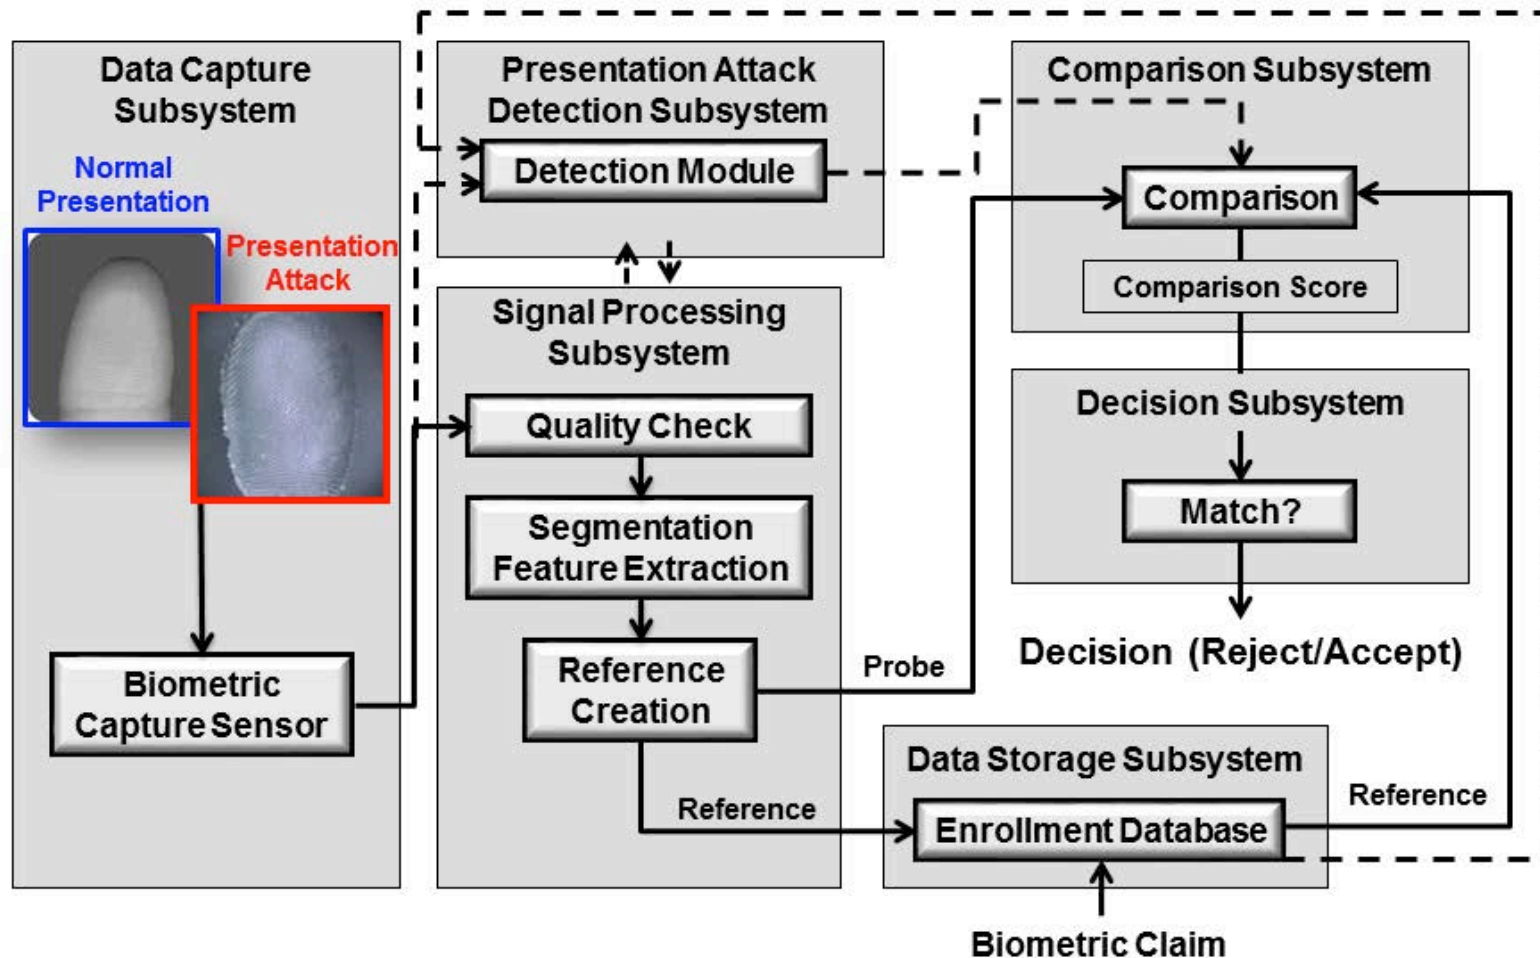 Data Capture
Subsystem
Normal
Presentation
Presentation
Attack
Biometric
Capture Sensor
Presentation Attack
Detection Subsystem
Detection Module
Signal Processing
Subsystem
Quality Check
Segmentation
Feature Extraction
Reference
Creation
Probe
Reference
Comparison Subsystem
Comparison
Comparison Score
Decision Subsystem
Match?
Decision (Reject/Accept)
Data Storage Subsystem
Enrollment Database
Reference
Biometric Claim